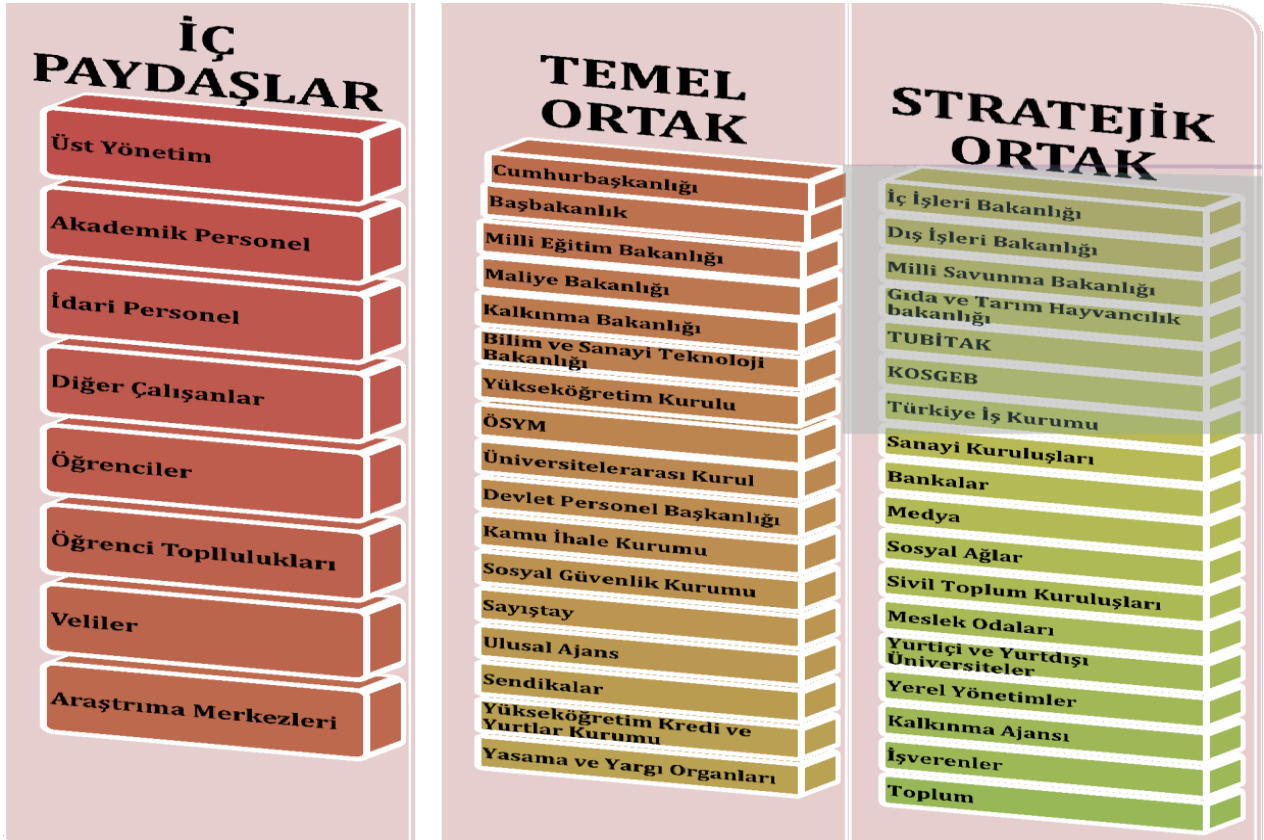 İÇ
PAYDAŞLAR
Üst Yönetim
Akademik Personel
İdari Personel
Diğer Çalışanlar
Öğrenciler
Öğrenci Toplulukları
Veliler
Araştrıma Merkezleri
TEMEL
ORTAK
Cumhurbaşkanlığı
Başbakanlık
Milli Eğitim Bakanlığı
Maliye Bakanlığı
Kalkınma Bakanlığı
Bilim ve Sanayi Teknoloji
Bakanlığı
Yükseköğretim Kurulu
ÖSYM
Üniversitelerarası Kurul
Devlet Personel Başkanlığı
Kamu İhale Kurumu
Sosyal Güvenlik Kurumu
Sayıştay
Ulusal Ajans
Sendikalar
Yükseköğretim Kredi ve
Yurtlar Kurumu
Yasama ve Yargı Organları
STRATEJİK
ORTAK
İç İşleri Bakanlığı
Dış İşleri Bakanlığı
Milli Savunma Bakanlığı
Gıda ve Tarım Hayvancılık
bakanlığı
TUBİTAK
KOSGEB
Türkiye İş Kurumu
Sanayi Kuruluşları
Bankalar
Medya
Sosyal Ağlar
Sivil Toplum Kuruluşları
Meslek Odaları
Yurtiçi ve Yurtdışı
Üniversiteler
Yerel Yönetimler
Kalkınma Ajansı
İşverenler
Toplum